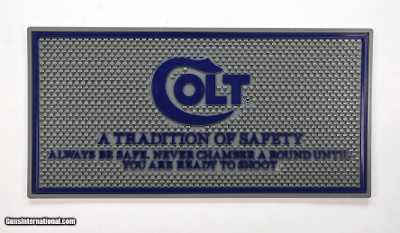 COLT
A TRADITION OF SAFETY
ALWAYS BE SAFE. NEVER CHAMBER A ROUND UNTIL
YOU ARE READY TO SHOOT
GunsInternational.com